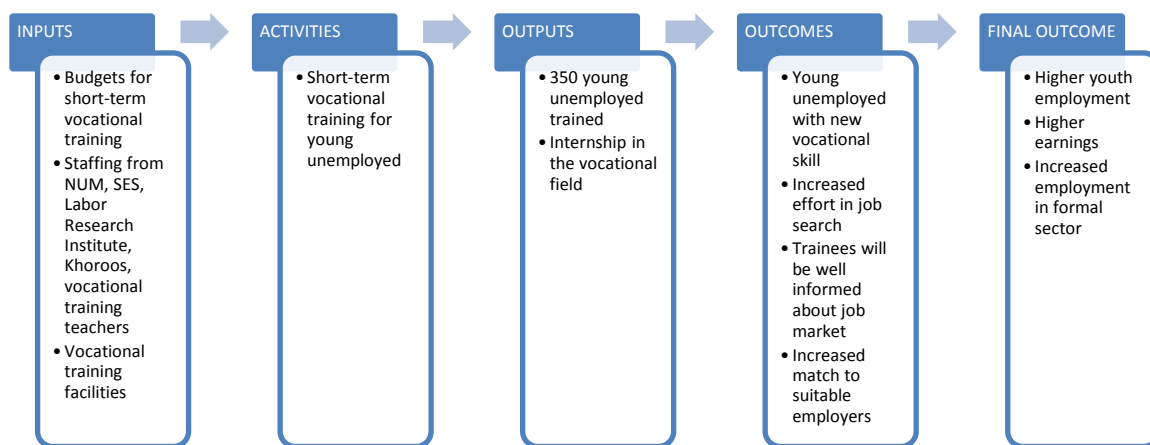 INPUTS
• Budgets for
short-term
vocational
training
• Staffing from
NUM, SES,
Labor
Research
Institute,
Khoroos,
vocational
training
teachers
• Vocational
training
facilities
ACTIVITIES
• Short-term
vocational
training for
young
unemployed
OUTPUTS
• 350 young
unemployed
trained
• Internship in
the vocational
field
OUTCOMES
• Young
unemployed
with new
vocational
skill
• Increased
effort in job
search
• Trainees will
be well
informed
about job
market
• Increased
match to
suitable
employers
FINAL OUTCOME
• Higher youth
employment
• Higher
earnings
• Increased
employment
in formal
sector